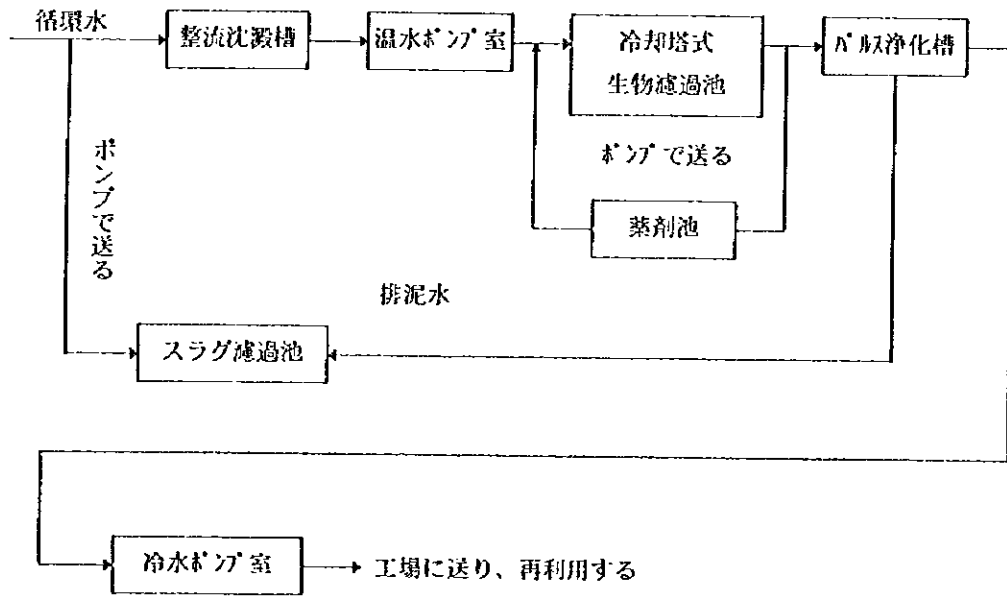 循環水
整流沈澱槽
温水ポンプ室
冷却塔式
生物濾過池
パルス浄化槽
ポンプで送る
ポンプで送る
薬剤池
排泥水
スラグ濾過池
冷水ポンプ室
工場に送り、再利用する